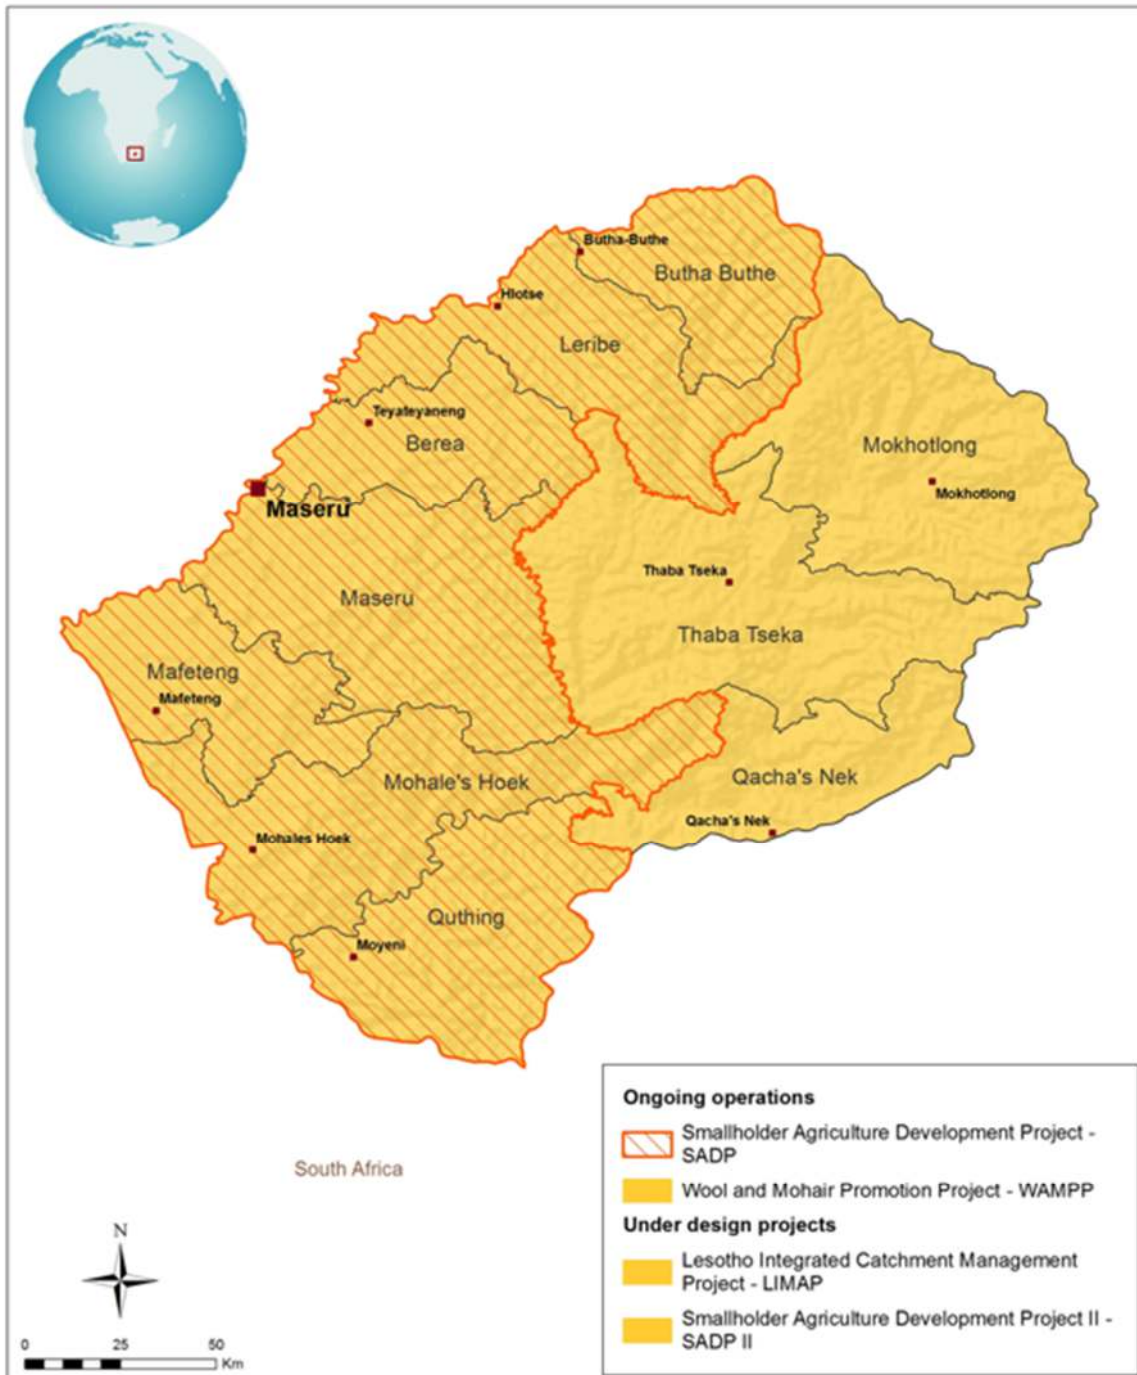 Butha-Buthe
Butha Buthe
Hlotse
Leribe
Teyateyaneng
Berea
Mokhotlong
Mokhotlong
Maseru
Thaba Tseka
Maseru
Thaba Tseka
Mafeteng
Mafeteng
Qacha's Nek
Mohale's Hoek
Qacha's Nek
Mohales Hoek
Quthing
Moyeni
South Africa
N
0 25 50
Km
Ongoing operations
Smallholder Agriculture Development Project -
SADP
Wool and Mohair Promotion Project - WAMPP
Under design projects
Lesotho Integrated Catchment Management
Project - LIMAP
Smallholder Agriculture Development Project II -
SADP II